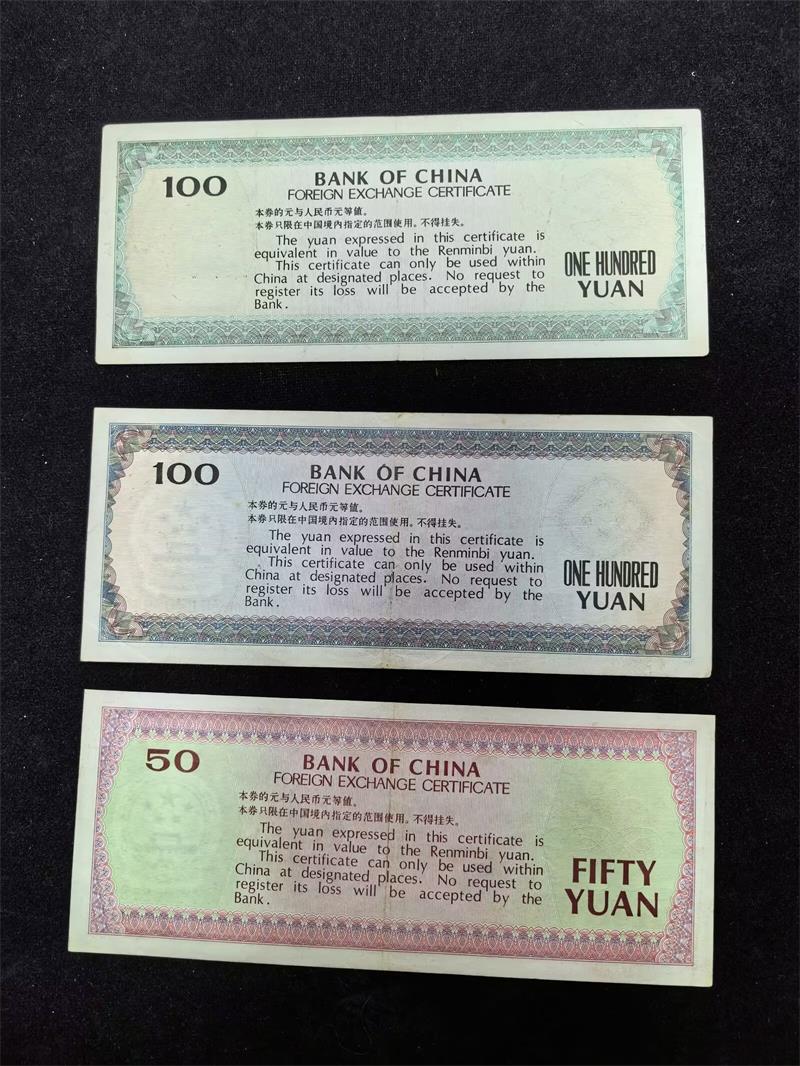 100
BANK OF CHINA
FOREIGN EXCHANGE CERTIFICATE
本券的元与人民币元等值。
本券只限在中国境内指定的范围使用。不得挂失。
The yuan expressed in this certificate is
equivalent in value to the Renminbi yuan.
This certificate can only be used within
China at designated places. No request to
register its loss will be accepted by the
Bank.
ONE HUNDRED
YUAN
100
BANK OF CHINA
FOREIGN EXCHANGE CERTIFICATE
本券的元与人民币元等值。
本券只限在中国境内指定的范围使用。不得挂失。
The yuan expressed in this certificate is
equivalent in value to the Renminbi yuan.
This certificate can only be used within
China at designated places. No request to
register its loss will be accepted by the
Bank.
ONE HUNDRED
YUAN
50
BANK OF CHINA
FOREIGN EXCHANGE CERTIFICATE
本券的元与人民币元等值。
本券只限在中国境内指定的范围使用。不得挂失。
The yuan expressed in this certificate is
equivalent in value to the Renminbi yuan.
This certificate can only be used within
China at designated places. No request to
register its loss will be accepted by the
Bank.
FIFTY
YUAN